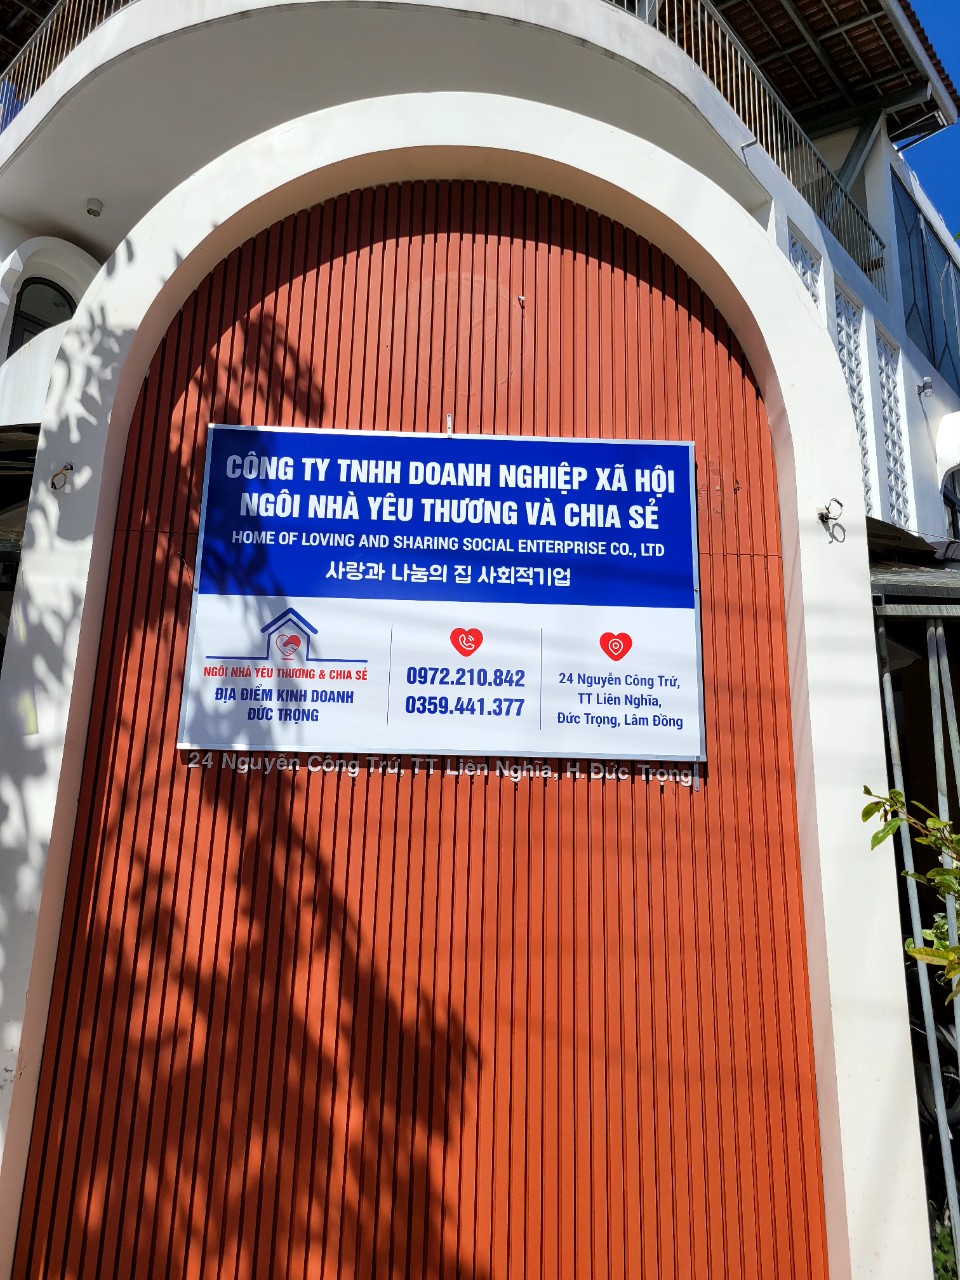 CÔNG TY TNHH DOANH NGHIỆP XÃ HỘI
NGÔI NHÀ YÊU THƯƠNG VÀ CHIA SẺ
HOME OF LOVING AND SHARING SOCIAL ENTERPRISE CO., LTD
사랑과 나눔의 집 사회적기업
NGÔI NHÀ YÊU THƯƠNG & CHIA SẺ
ĐỊA ĐIỂM KINH DOANH
ĐỨC TRỌNG
0972.210.842
0359.441.377
24 Nguyễn Công Trứ,
TT Liên Nghĩa,
Đức Trọng, Lâm Đồng
24 Nguyễn Công Trứ, TT Liên Nghĩa, H. Đức Trọng